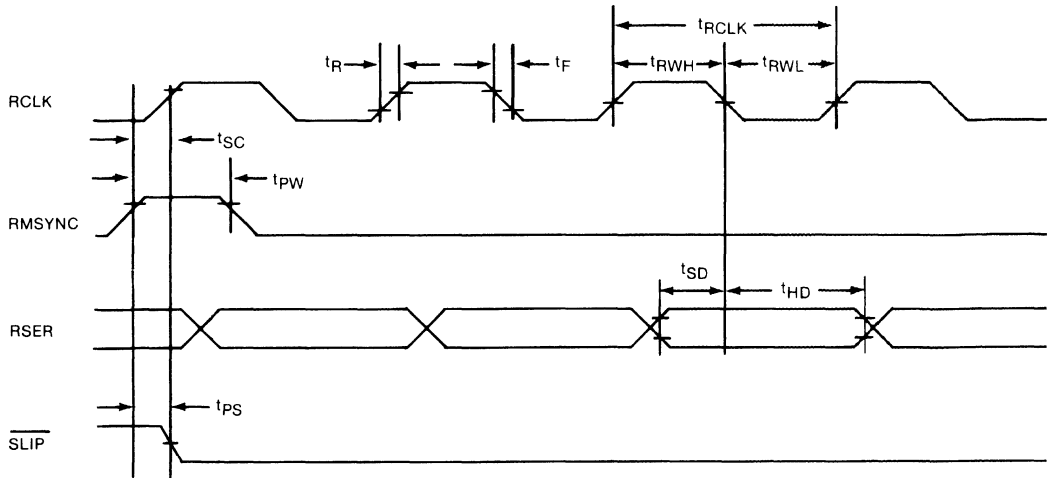 tRCLK
tR
tF
tRWH
tRWL
RCLK
tSC
tPW
RMSYNC
tSD
tHD
RSER
tPS
SLIP